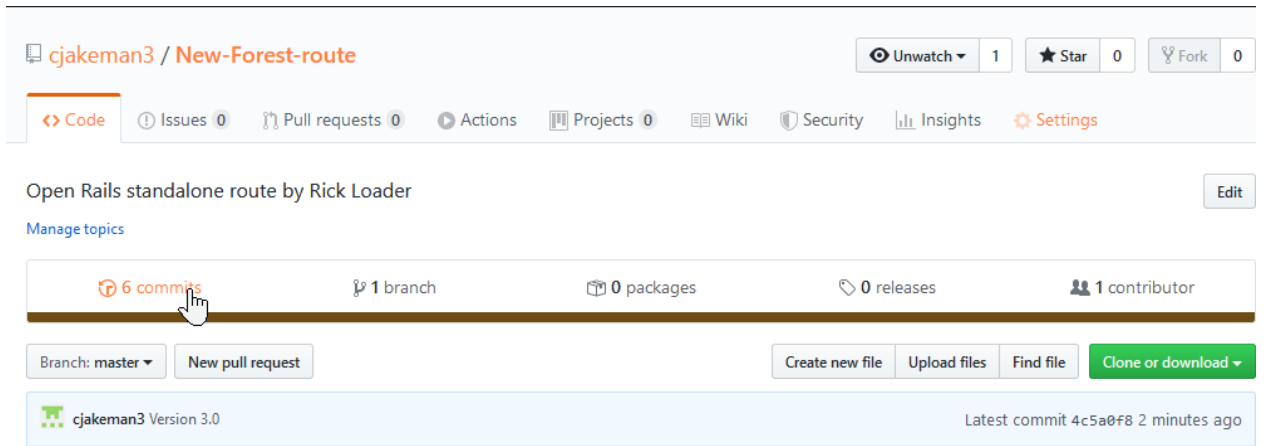 cjakeman3 / New-Forest-route Unwatch 1 Star 0 Fork 0
Code Issues 0 Pull requests 0 Actions Projects 0 Wiki Security Insights Settings
Open Rails standalone route by Rick Loader Edit
Manage topics
6 commits 1 branch 0 packages 0 releases 1 contributor
Branch: master New pull request Create new file Upload files Find file Clone or download
cjakeman3 Version 3.0 Latest commit 4c5a0f8 2 minutes ago